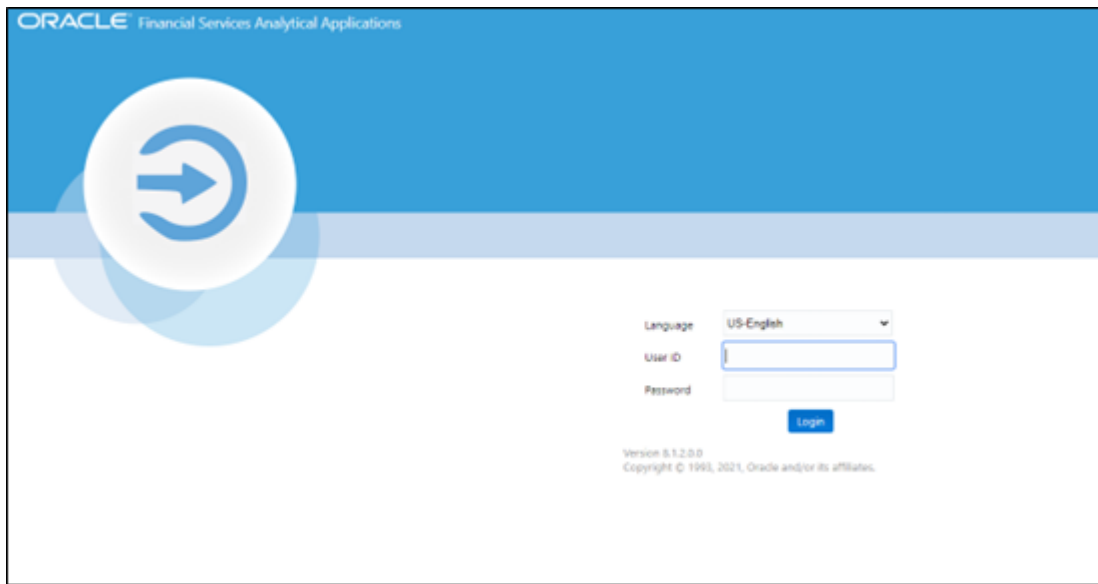 ORACLE Financial Services Analytical Applications
Language US-English
User ID
Password
Login
Version 8.1.2.0.0
Copyright © 1993, 2021, Oracle and/or its affiliates.